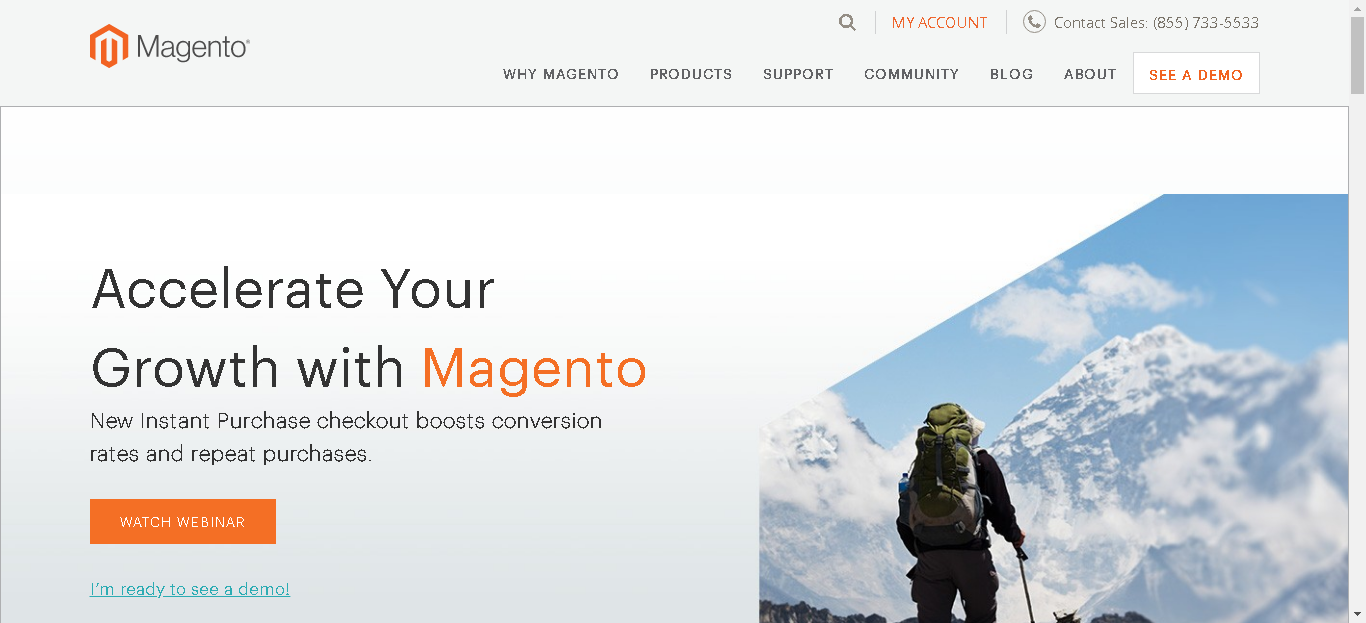 MY ACCOUNT
Contact Sales: (855) 733-5533
Magento®
WHY MAGENTO
PRODUCTS
SUPPORT
COMMUNITY
BLOG
ABOUT
SEE A DEMO
Accelerate Your
Growth with Magento
New Instant Purchase checkout boosts conversion
rates and repeat purchases.
WATCH WEBINAR
I'm ready to see a demo!